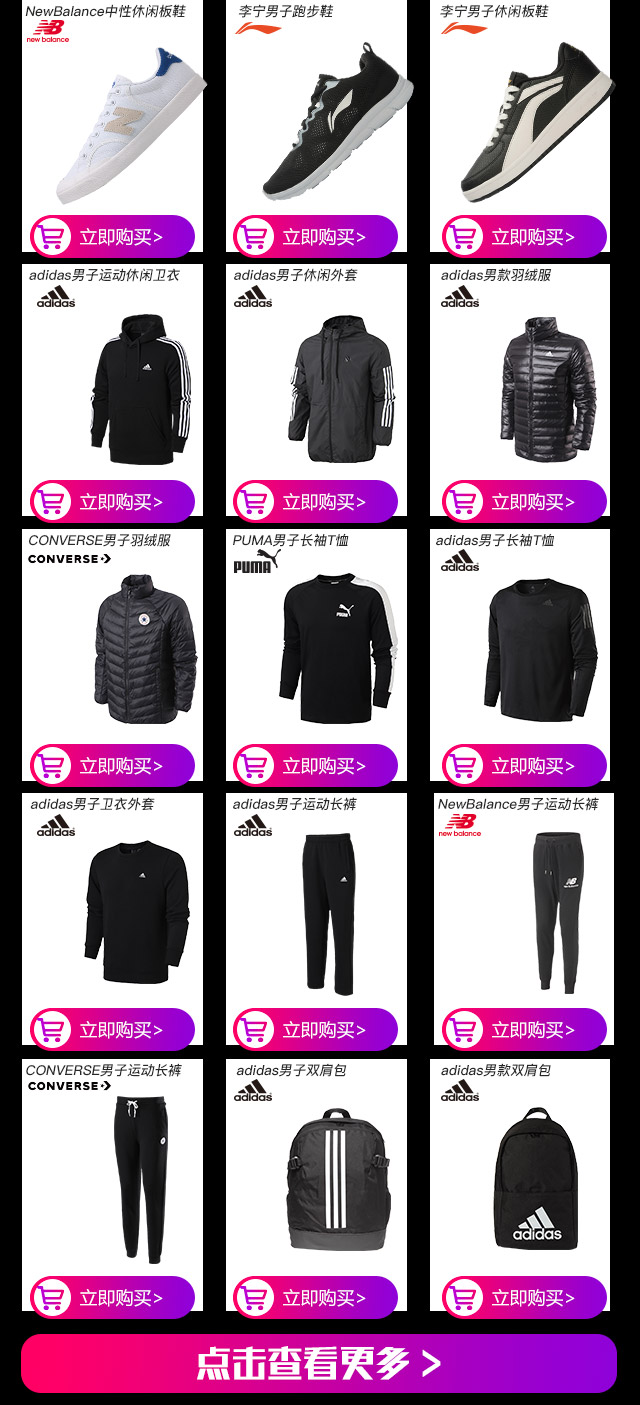 NewBalance中性休闲板鞋
李宁男子跑步鞋
李宁男子休闲板鞋
NB
new balance
N
立即购买>
立即购买>
立即购买>
adidas男子运动休闲卫衣
adidas男子休闲外套
adidas男款羽绒服
adidas
adidas
adidas
立即购买>
立即购买>
立即购买>
CONVERSE男子羽绒服
PUMA男子长袖T恤
adidas男子长袖T恤
CONVERSE
PUMA
adidas
PUMA
立即购买>
立即购买>
立即购买>
adidas男子卫衣外套
adidas男子运动长裤
NewBalance男子运动长裤
adidas
adidas
NB
new balance
NB
立即购买>
立即购买>
立即购买>
CONVERSE男子运动长裤
adidas男子双肩包
adidas男款双肩包
CONVERSE
adidas
adidas
adidas
立即购买>
立即购买>
立即购买>
点击查看更多 >